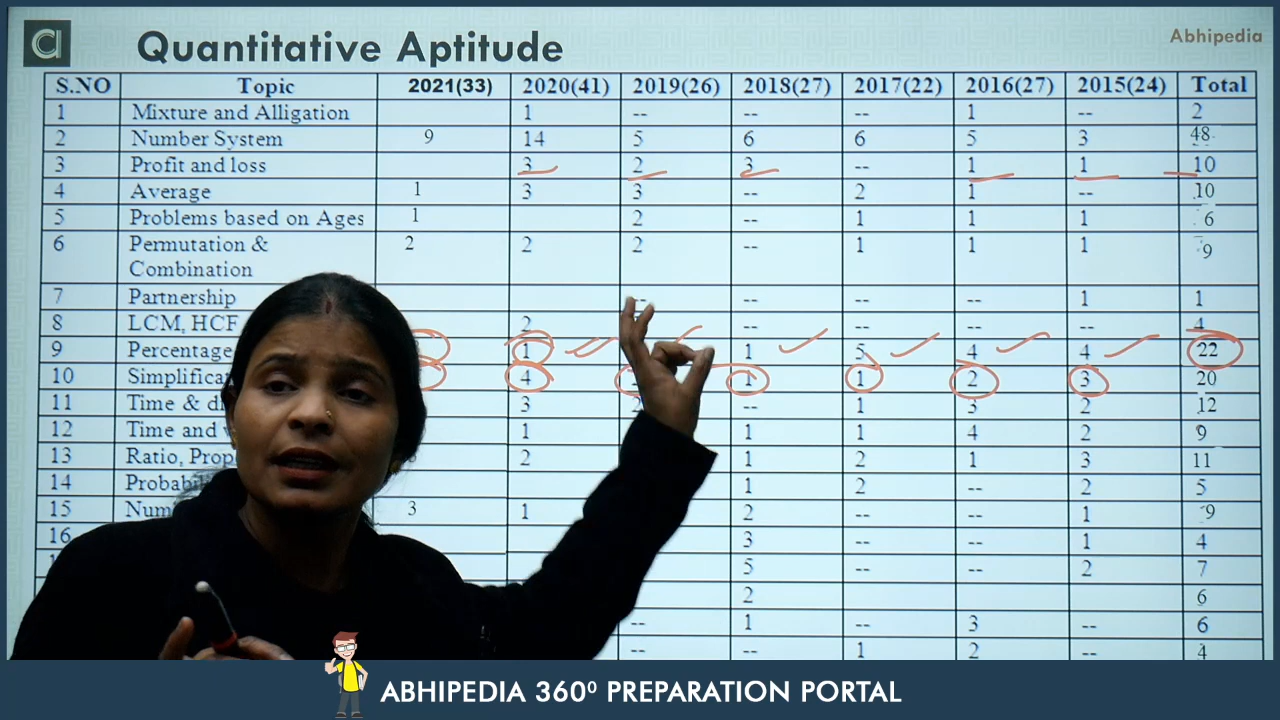 Quantitative Aptitude
Abhipedia
S.NO Topic 2021(33) 2020(41) 2019(26) 2018(27) 2017(22) 2016(27) 2015(24) Total
1 Mixture and Alligation 1 -- -- -- 1 -- 2
2 Number System 9 14 5 6 6 5 3 48
3 Profit and loss 3 2 3 -- 1 1 10
4 Average 1 3 3 -- 2 1 -- 10
5 Problems based on Ages 1 2 -- 1 1 1 6
6 Permutation & 2 2 2 -- 1 1 1 9
Combination
7 Partnership -- -- -- -- 1 1
8 LCM, HCF 2 -- -- -- -- 4
9 Percentage 1 1 5 4 4 22
10 4 1 1 2 3 20
11 Time & 3 2 -- 1 3 2 12
12 Time and 1 1 1 4 2 9
13 Ratio, 2 1 2 1 3 11
14 1 2 -- 2 5
15 3 1 2 -- -- 1 9
16 3 -- -- 1 4
5 -- -- 2 7
2 6
-- 1 -- 3 -- 6
-- 1 2 -- 4
ABHIPEDIA 360⁰ PREPARATION PORTAL